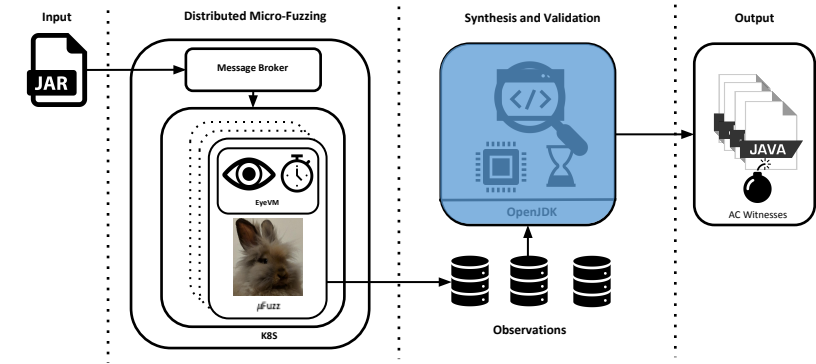 Input
Distributed Micro-Fuzzing
Synthesis and Validation
Output
JAR
Message Broker
</>
EyeVM
μFuzz
K8S
OpenJDK
Observations
JAVA
AC Witnesses